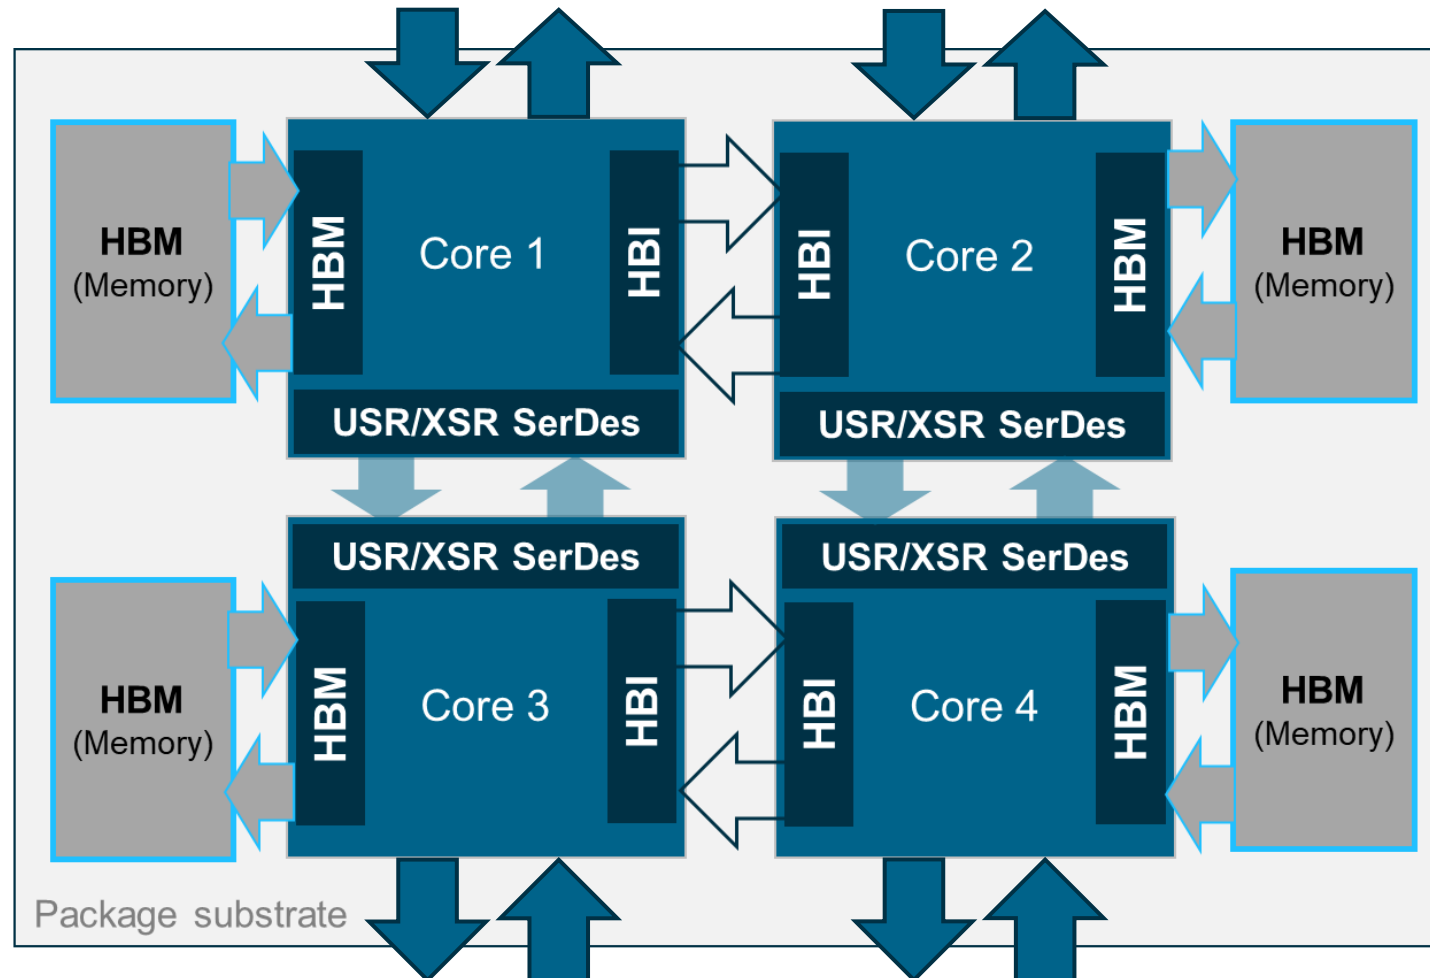 HBM
(Memory)
HBM
Core 1
HBI
HBI
Core 2
HBM
HBM
(Memory)
USR/XSR SerDes
USR/XSR SerDes
USR/XSR SerDes
USR/XSR SerDes
HBM
(Memory)
HBM
Core 3
HBI
HBI
Core 4
HBM
HBM
(Memory)
Package substrate